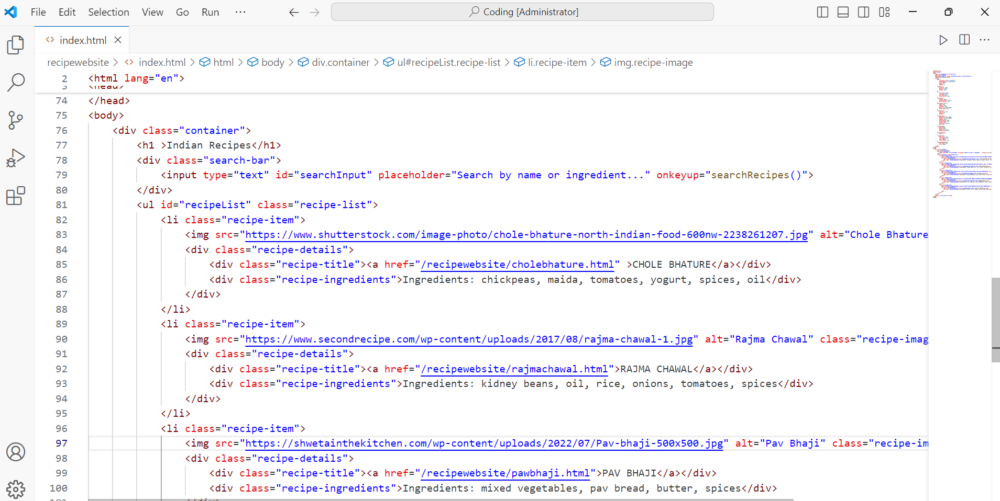 File Edit Selection View Go Run ··· Coding [Administrator]
index.html
recipewebsite > index.html > html > body > div.container > ul#recipeList.recipe-list > li.recipe-item > img.recipe-image
2 <html lang="en">
3 <head>
74 </head>
75 <body>
76 <div class="container">
77 <h1 >Indian Recipes</h1>
78 <div class="search-bar">
79 <input type="text" id="searchInput" placeholder="Search by name or ingredient..." onkeyup="searchRecipes()">
80 </div>
81 <ul id="recipeList" class="recipe-list">
82 <li class="recipe-item">
83 <img src="https://www.shutterstock.com/image-photo/chole-bhature-north-indian-food-600nw-2238261207.jpg" alt="Chole Bhature
84 <div class="recipe-details">
85 <div class="recipe-title"><a href="/recipewebsite/cholebhature.html" >CHOLE BHATURE</a></div>
86 <div class="recipe-ingredients">Ingredients: chickpeas, maida, tomatoes, yogurt, spices, oil</div>
87 </div>
88 </li>
89 <li class="recipe-item">
90 <img src="https://www.secondrecipe.com/wp-content/uploads/2017/08/rajma-chawal-1.jpg" alt="Rajma Chawal" class="recipe-imag
91 <div class="recipe-details">
92 <div class="recipe-title"><a href="/recipewebsite/rajmachawal.html">RAJMA CHAWAL</a></div>
93 <div class="recipe-ingredients">Ingredients: kidney beans, oil, rice, onions, tomatoes, spices</div>
94 </div>
95 </li>
96 <li class="recipe-item">
97 <img src="https://shwetainthekitchen.com/wp-content/uploads/2022/07/Pav-bhaji-500x500.jpg" alt="Pav Bhaji" class="recipe-im
98 <div class="recipe-details">
99 <div class="recipe-title"><a href="/recipewebsite/pawbhaji.html">PAV BHAJI</a></div>
100 <div class="recipe-ingredients">Ingredients: mixed vegetables, pav bread, butter, spices</div>